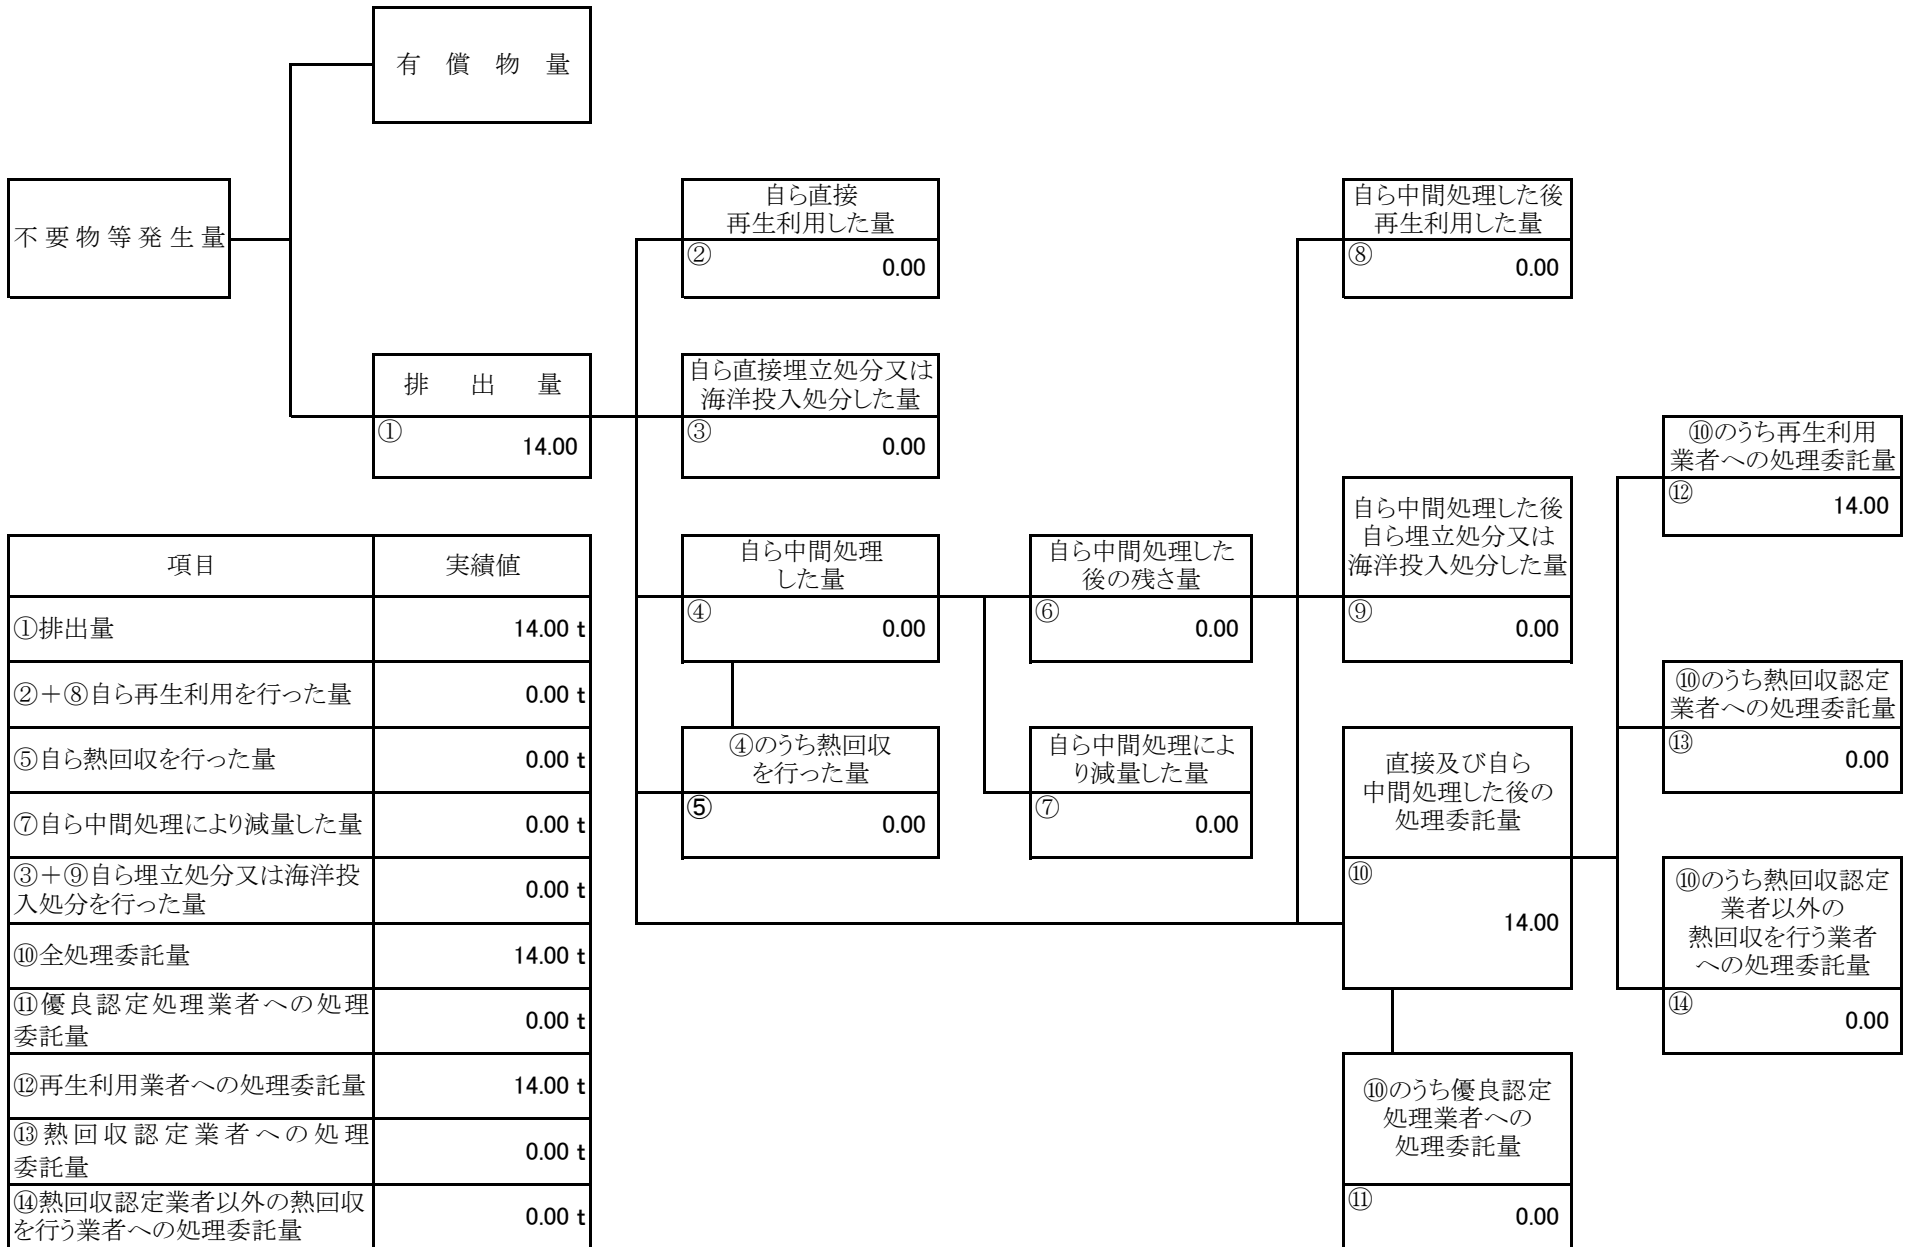 有償物量
不要物等発生量
自ら直接
再生利用した量
② 0.00
自ら中間処理した後
再生利用した量
⑧ 0.00
排出量
① 14.00
自ら直接埋立処分又は
海洋投入処分した量
③ 0.00
⑩のうち再生利用
業者への処理委託量
⑫ 14.00
自ら中間処理
した量
④ 0.00
自ら中間処理した
後の残さ量
⑥ 0.00
自ら中間処理した後
自ら埋立処分又は
海洋投入処分した量
⑨ 0.00
④のうち熱回収
を行った量
⑤ 0.00
自ら中間処理によ
り減量した量
⑦ 0.00
直接及び自ら
中間処理した後の
処理委託量
⑩ 14.00
⑩のうち熱回収認定
業者への処理委託量
⑬ 0.00
⑩のうち熱回収認定
業者以外の
熱回収を行う業者
への処理委託量
⑭ 0.00
⑩のうち優良認定
処理業者への
処理委託量
⑪ 0.00
項目 実績値
①排出量 14.00 t
②＋⑧自ら再生利用を行った量 0.00 t
⑤自ら熱回収を行った量 0.00 t
⑦自ら中間処理により減量した量 0.00 t
③＋⑨自ら埋立処分又は海洋投
入処分を行った量 0.00 t
⑩全処理委託量 14.00 t
⑪優良認定処理業者への処理
委託量 0.00 t
⑫再生利用業者への処理委託量 14.00 t
⑬熱回収認定業者への処理
委託量 0.00 t
⑭熱回収認定業者以外の熱回収
を行う業者への処理委託量 0.00 t